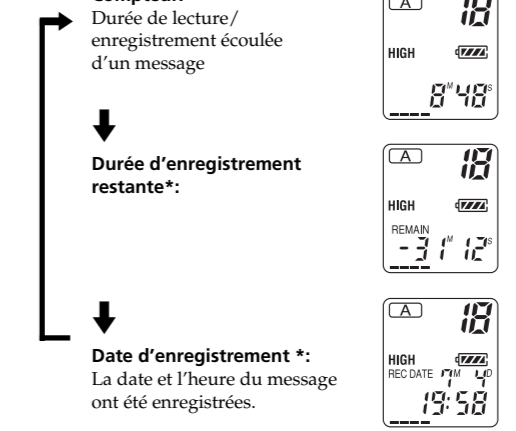 Compteur:
Durée de lecture/
enregistrement écoulée
d'un message
A 18
HIGH
8M48S
Durée d'enregistrement
restante*:
A 18
HIGH
REMAIN
-31M12S
Date d'enregistrement *:
La date et l'heure du message
ont été enregistrées.
A 18
HIGH
REC DATE 7M 4D
19:58